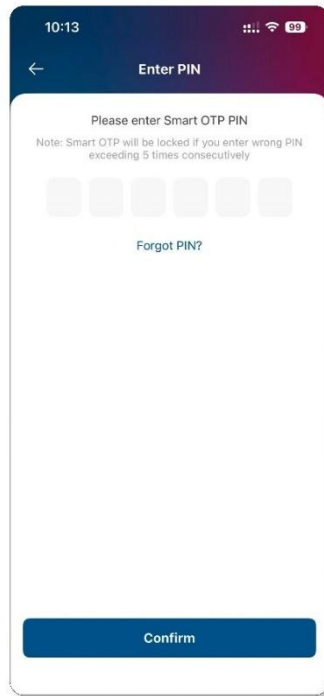 10:13
99
Enter PIN
Please enter Smart OTP PIN
Note: Smart OTP will be locked if you enter wrong PIN
exceeding 5 times consecutively
Forgot PIN?
Confirm